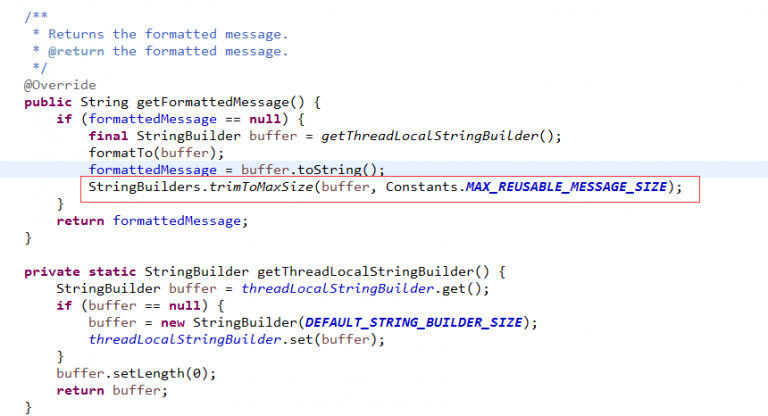 /**
 * Returns the formatted message.
 * @return the formatted message.
 */
@Override
public String getFormattedMessage() {
    if (formattedMessage == null) {
        final StringBuilder buffer = getThreadLocalStringBuilder();
        formatTo(buffer);
        formattedMessage = buffer.toString();
        StringBuilders.trimToMaxSize(buffer, Constants.MAX_REUSABLE_MESSAGE_SIZE);
    }
    return formattedMessage;
}

private static StringBuilder getThreadLocalStringBuilder() {
    StringBuilder buffer = threadLocalStringBuilder.get();
    if (buffer == null) {
        buffer = new StringBuilder(DEFAULT_STRING_BUILDER_SIZE);
        threadLocalStringBuilder.set(buffer);
    }
    buffer.setLength(0);
    return buffer;
}